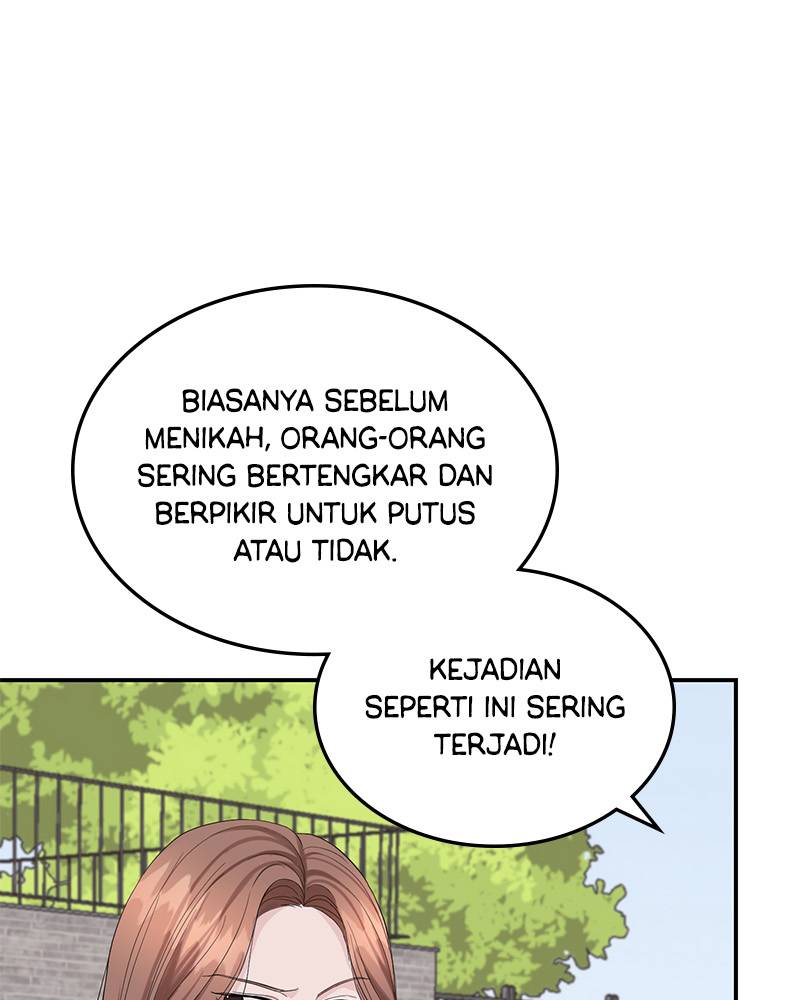 BIASANYA SEBELUM
MENIKAH, ORANG-ORANG
SERING BERTENGKAR DAN
BERPIKIR UNTUK PUTUS
ATAU TIDAK.
KEJADIAN
SEPERTI INI SERING
TERJADI!